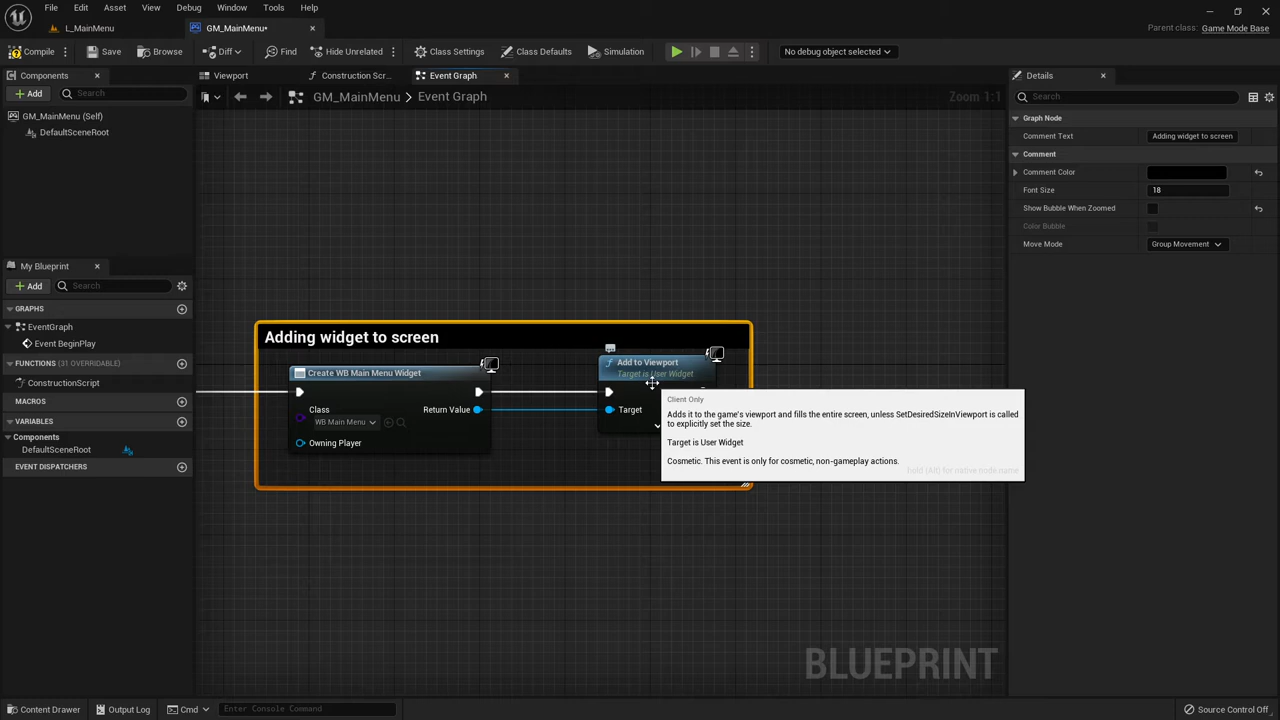 File Edit Asset View Debug Window Tools Help
L_MainMenu GM_MainMenu* Parent class: Game Mode Base
Compile Save Browse Diff Find Hide Unrelated Class Settings Class Defaults Simulation No debug object selected
Components Viewport Construction Scr... Event Graph Details
Add Search GM_MainMenu > Event Graph Zoom 1:1 Search
GM_MainMenu (Self) Graph Node
DefaultSceneRoot Comment Text Adding widget to screen
Comment
Comment Color
Font Size 18
Show Bubble When Zoomed
Color Bubble
Move Mode Group Movement
My Blueprint
Add Search
GRAPHS
EventGraph
Event BeginPlay
FUNCTIONS (31 OVERRIDABLE)
ConstructionScript
MACROS
VARIABLES
Components
DefaultSceneRoot
EVENT DISPATCHERS
Adding widget to screen
Create WB Main Menu Widget
Class Return Value
WB Main Menu
Owning Player
Add to Viewport
Target is User Widget
Target
Client Only
Adds it to the game's viewport and fills the entire screen, unless SetDesiredSizeInViewport is called
to explicitly set the size.
Target is User Widget
Cosmetic. This event is only for cosmetic, non-gameplay actions.
hold (Alt) for native node name
BLUEPRINT
Content Drawer Output Log Cmd Enter Console Command Source Control Off